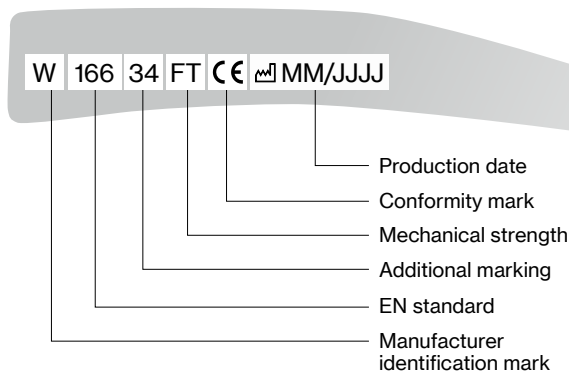 W 166 34 FT CE MM/JJJJ
Production date
Conformity mark
Mechanical strength
Additional marking
EN standard
Manufacturer
identification mark